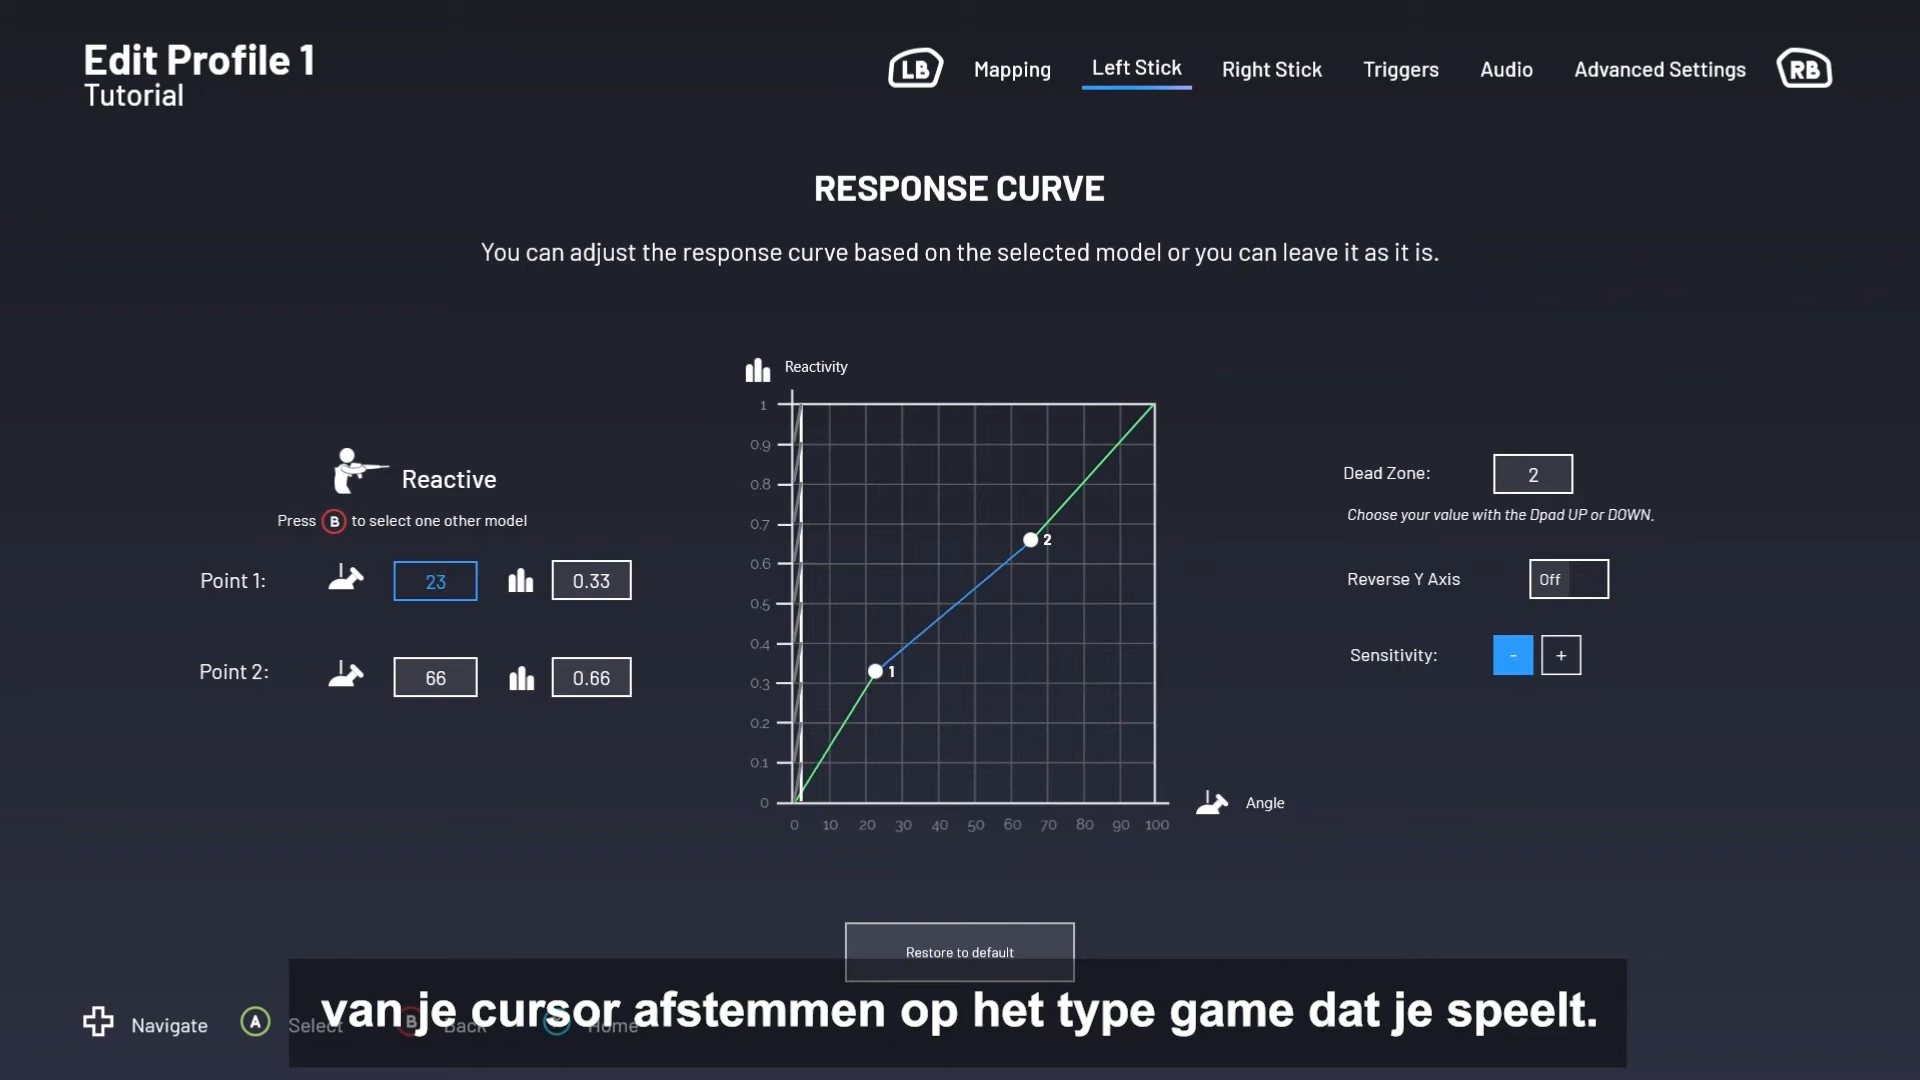 Edit Profile 1
Tutorial
LB Mapping Left Stick Right Stick Triggers Audio Advanced Settings RB
RESPONSE CURVE
You can adjust the response curve based on the selected model or you can leave it as it is.
Reactive
Press B to select one other model
Point 1: 23 0.33
Point 2: 66 0.66
Reactivity
1
0.9
0.8
0.7
0.6
0.5
0.4
0.3
0.2
0.1
0
2
1
0 10 20 30 40 50 60 70 80 90 100
Angle
Dead Zone: 2
Choose your value with the Dpad UP or DOWN.
Reverse Y Axis Off
Sensitivity: - +
Restore to default
Navigate A Select B Back Home
van je cursor afstemmen op het type game dat je speelt.